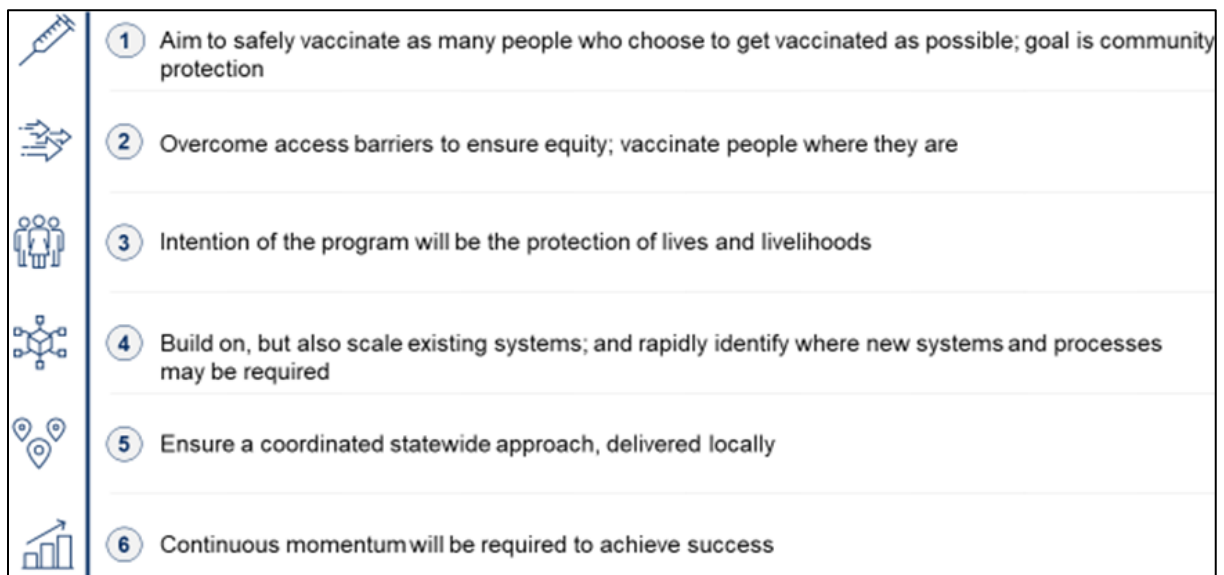 1 Aim to safely vaccinate as many people who choose to get vaccinated as possible; goal is community
protection
2 Overcome access barriers to ensure equity; vaccinate people where they are
3 Intention of the program will be the protection of lives and livelihoods
4 Build on, but also scale existing systems; and rapidly identify where new systems and processes
may be required
5 Ensure a coordinated statewide approach, delivered locally
6 Continuous momentum will be required to achieve success